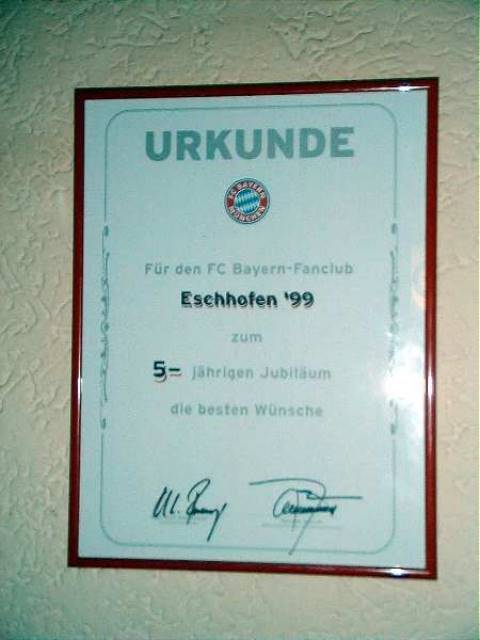 URKUNDE
FC BAYERN
MÜNCHEN
Für den FC Bayern-Fanclub
Eschhofen '99
zum
5- jährigen Jubiläum
die besten Wünsche